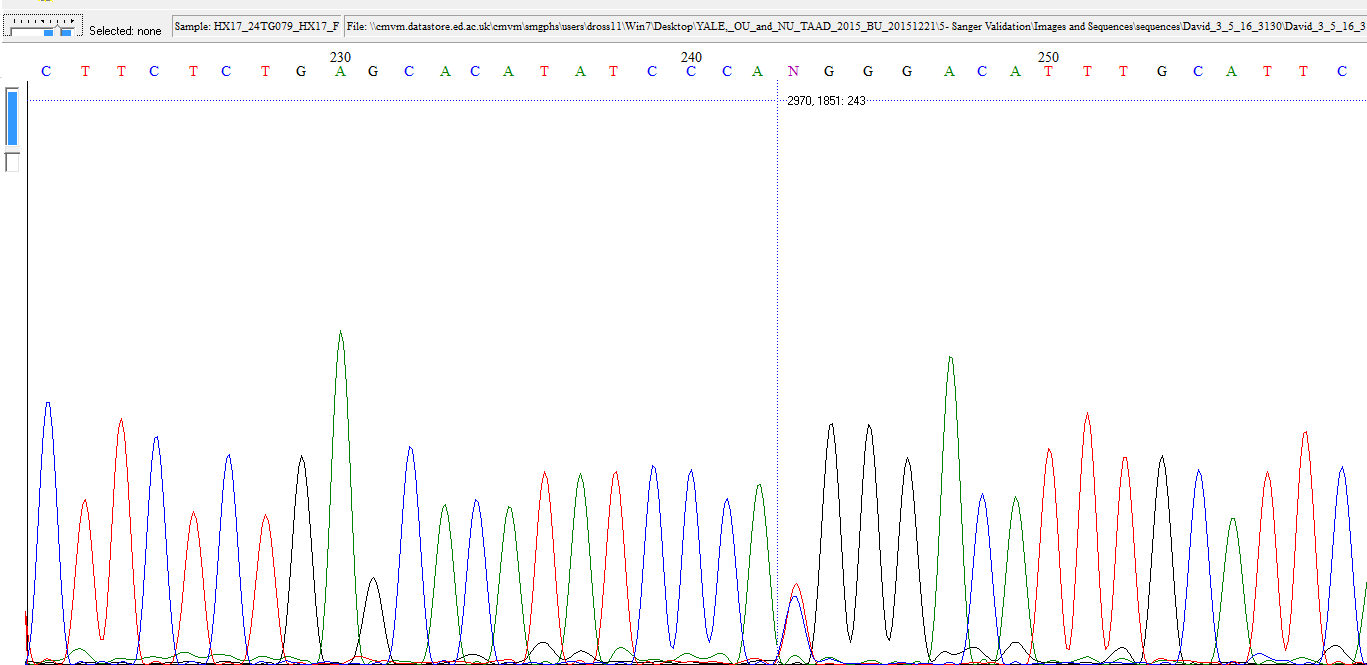 Selected: none Sample: HX17_24TG079_HX17_F File: \\cmvm.datastore.ed.ac.uk\cmvm\smgphs\users\dross11\Win7\Desktop\YALE,_OU_and_NU_TAAD_2015_BU_20151221\5- Sanger Validation\Images and Sequences\sequences\David_3_5_16_3130\David_3_5_16_3
230 240 250
C T T C T C T G A G C A C A T A T C C C A N G G G A C A T T T G C A T T C
2970, 1851: 243